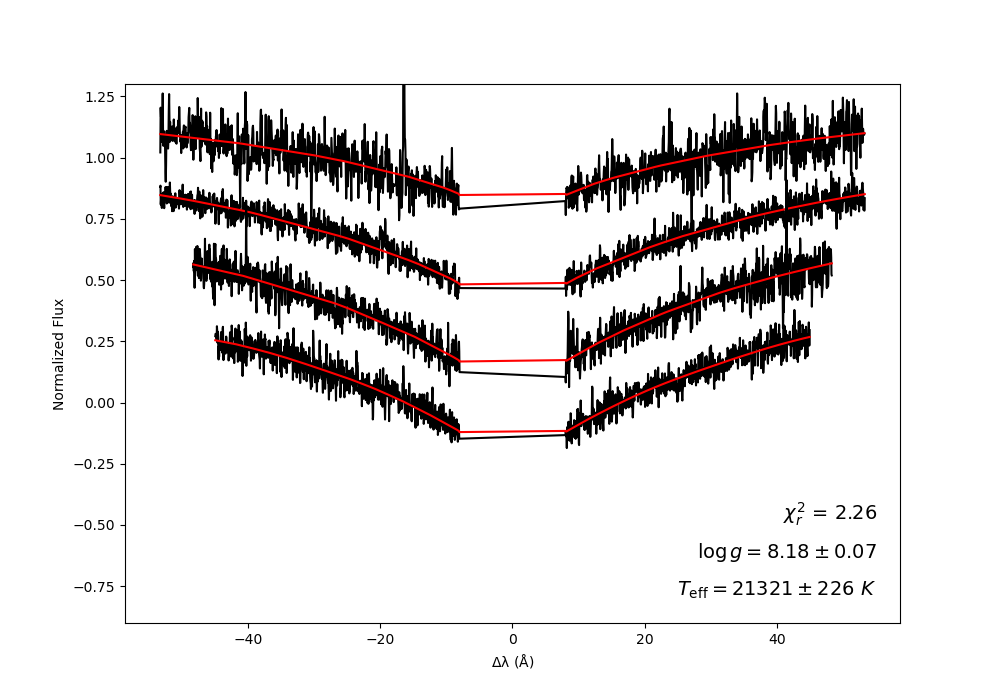 1.25
1.00
0.75
0.50
0.25
0.00
−0.25
−0.50
−0.75
Normalized Flux
χ²ᵣ = 2.26
log g = 8.18 ± 0.07
T_eff = 21321 ± 226 K
−40 −20 0 20 40
Δλ (Å)